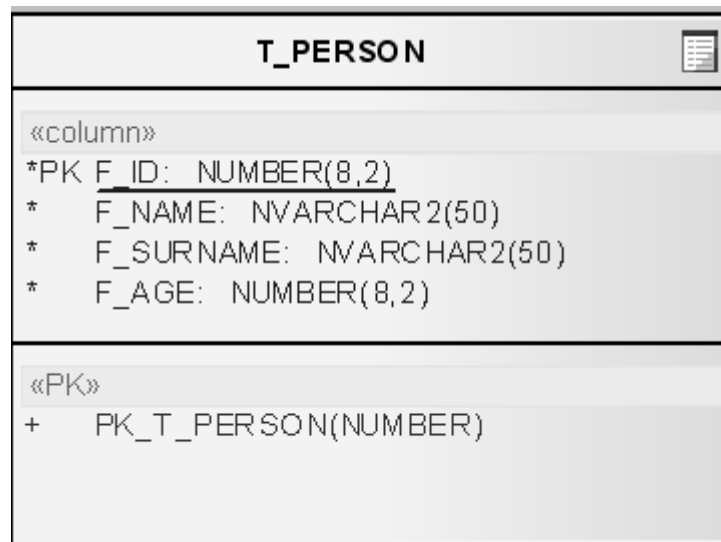 T_PERSON
«column»
*PK F_ID: NUMBER(8,2)
* F_NAME: NVARCHAR2(50)
* F_SURNAME: NVARCHAR2(50)
* F_AGE: NUMBER(8,2)
«PK»
+ PK_T_PERSON(NUMBER)